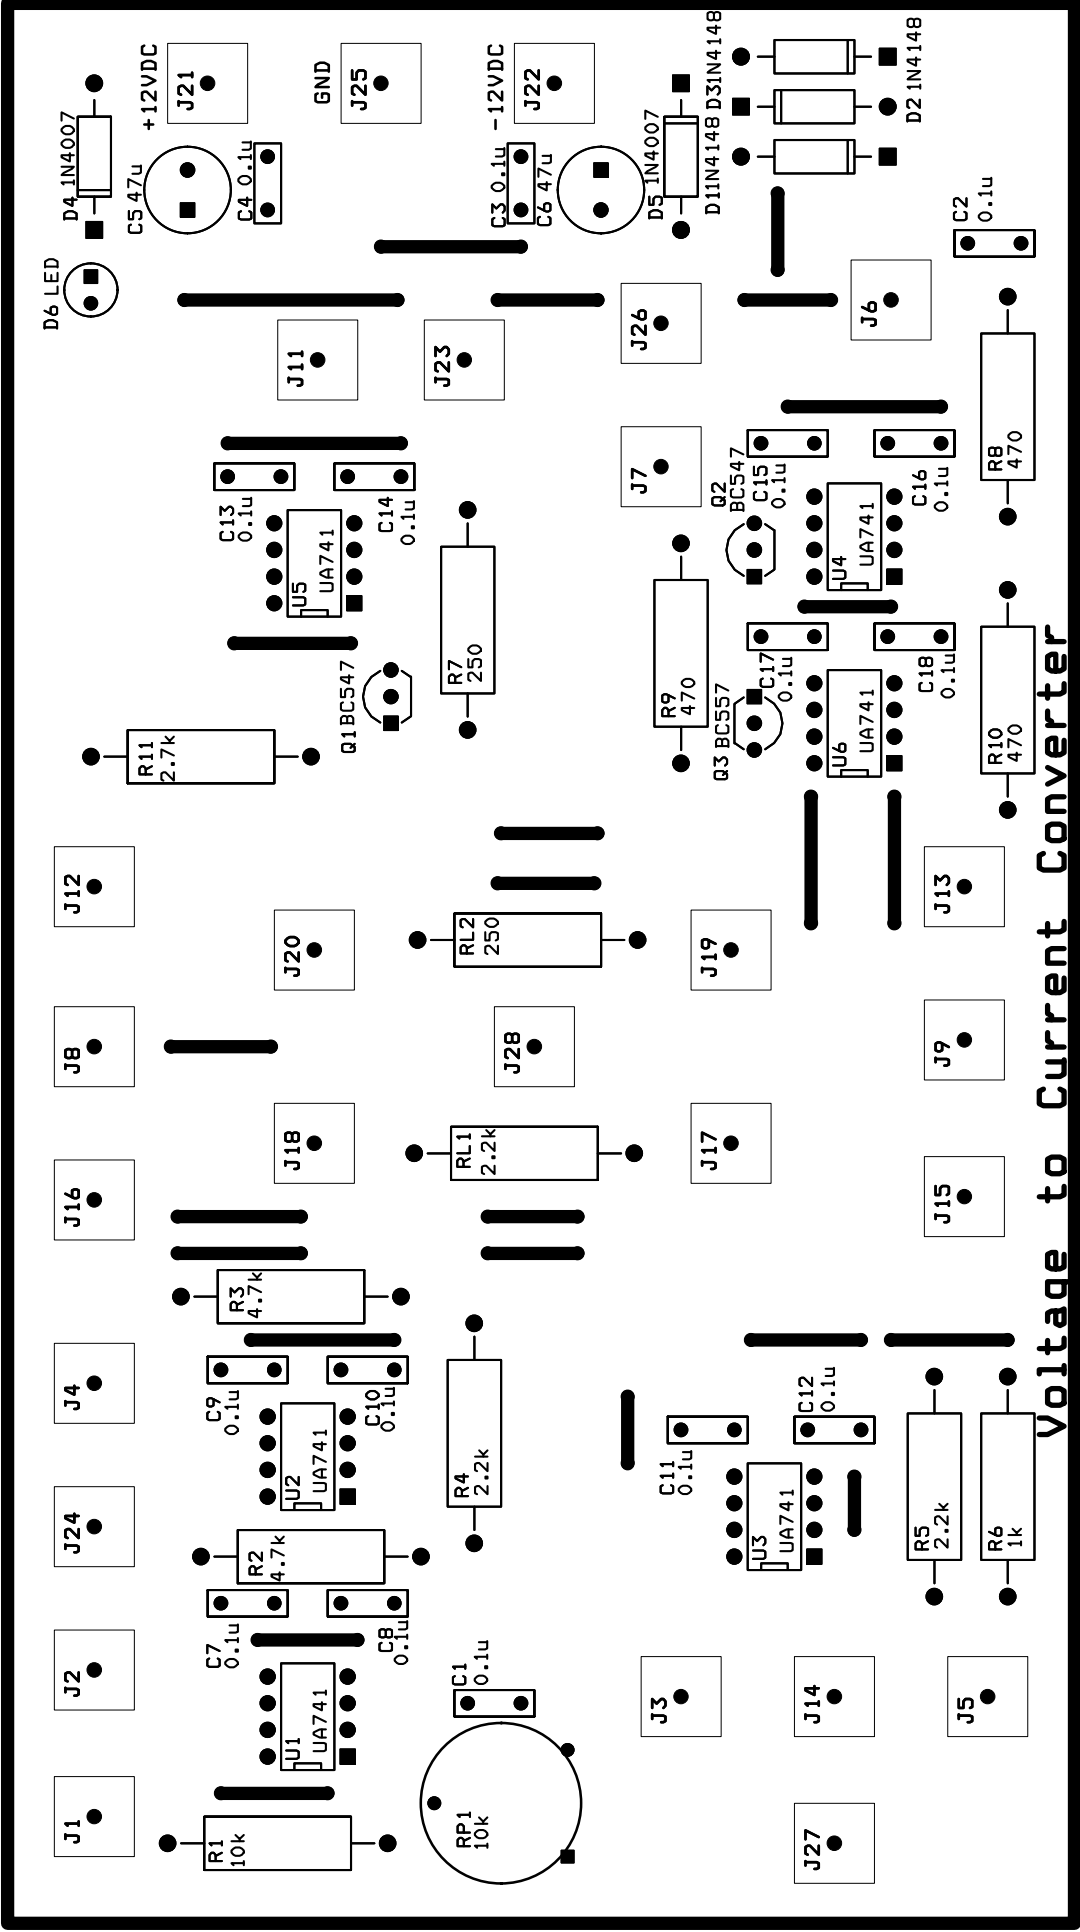 +12VDC
J21
GND
J25
-12VDC
J22
D3 1N4148
D2 1N4148
D1 1N4148
D4 1N4007
C5 47u
C4 0.1u
C3 0.1u
C6 47u
D5 1N4007
C2
0.1u
D6 LED
J11
J23
J26
J6
R8
470
C13
0.1u
C14
0.1u
U5
UA741
J7
Q2
BC547
C15
0.1u
C16
0.1u
U4
UA741
R7
250
R9
470
C17
0.1u
C18
0.1u
Q1 BC547
Q3 BC557
U6
UA741
R10
470
R11
2.7k
J12
J20
RL2
250
J19
J13
J8
J28
J9
J18
RL1
2.2k
J17
J16
J15
R3
4.7k
J4
C9
0.1u
C10
0.1u
U2
UA741
R4
2.2k
C11
0.1u
C12
0.1u
U3
UA741
R5
2.2k
R6
1k
J24
R2
4.7k
J2
C7
0.1u
C8
0.1u
U1
UA741
C1
0.1u
J3
J14
J5
J1
R1
10k
RP1
10k
J27
Voltage to Current Converter